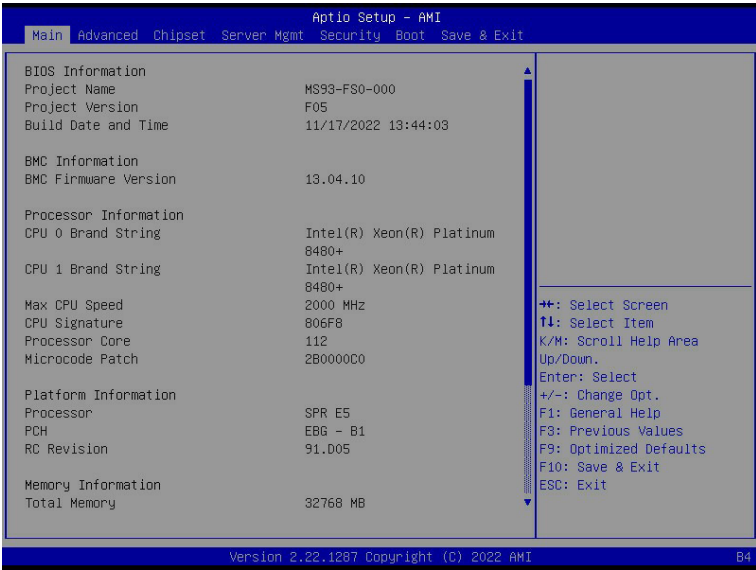 Aptio Setup – AMI
Main Advanced Chipset Server Mgmt Security Boot Save & Exit
BIOS Information
Project Name MS93-FS0-000
Project Version F05
Build Date and Time 11/17/2022 13:44:03
BMC Information
BMC Firmware Version 13.04.10
Processor Information
CPU 0 Brand String Intel(R) Xeon(R) Platinum
8480+
CPU 1 Brand String Intel(R) Xeon(R) Platinum
8480+
Max CPU Speed 2000 MHz
CPU Signature 806F8
Processor Core 112
Microcode Patch 2B0000C0
Platform Information
Processor SPR E5
PCH EBG - B1
RC Revision 91.D05
Memory Information
Total Memory 32768 MB
→←: Select Screen
↑↓: Select Item
K/M: Scroll Help Area
Up/Down.
Enter: Select
+/-: Change Opt.
F1: General Help
F3: Previous Values
F9: Optimized Defaults
F10: Save & Exit
ESC: Exit
Version 2.22.1287 Copyright (C) 2022 AMI
B4